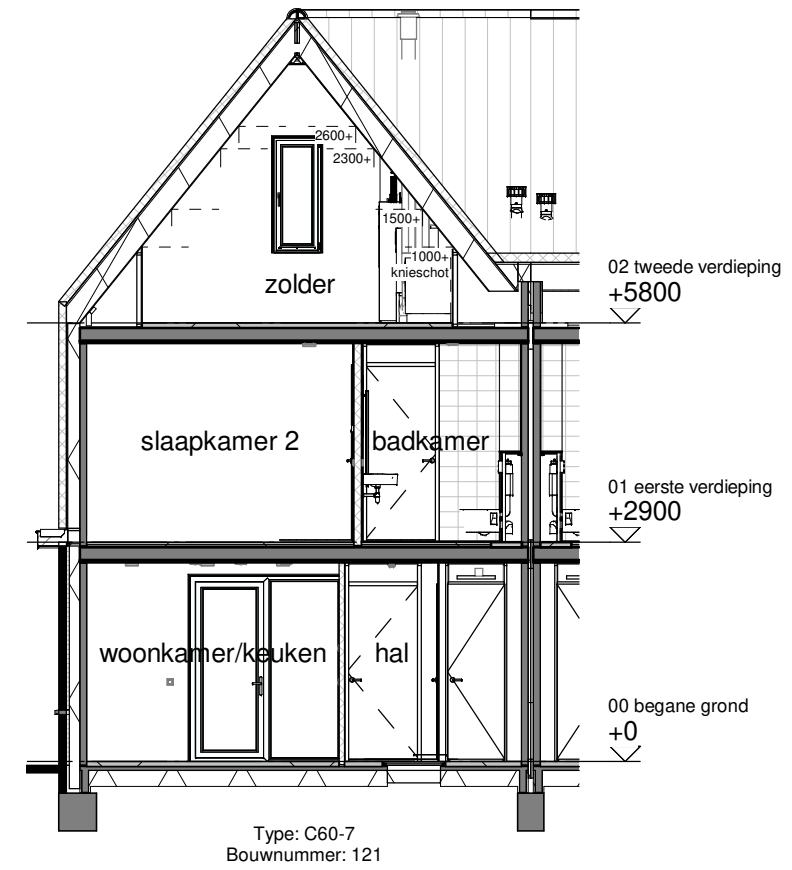 2600+
2300+
1500+
1000+
knieschot
zolder
02 tweede verdieping
+5800
slaapkamer 2
badkamer
01 eerste verdieping
+2900
woonkamer/keuken
hal
00 begane grond
+0
Type: C60-7
Bouwnummer: 121